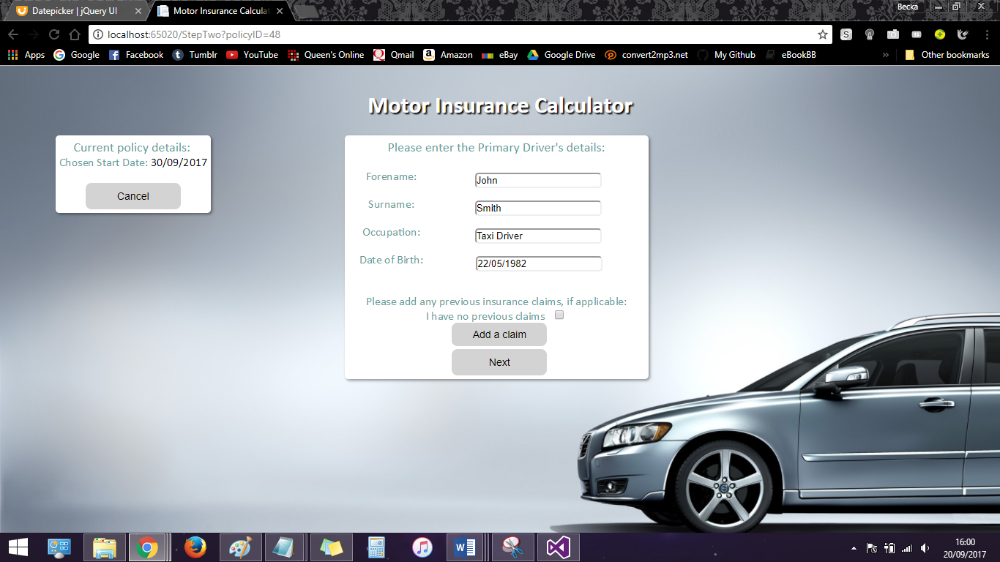 Datepicker | jQuery UI
Motor Insurance Calculat
Becka
localhost:65020/StepTwo?policyID=48
Apps
Google
Facebook
Tumblr
YouTube
Queen's Online
Qmail
Amazon
eBay
Google Drive
convert2mp3.net
My Github
eBookBB
Other bookmarks
Motor Insurance Calculator
Current policy details:
Chosen Start Date: 30/09/2017
Cancel
Please enter the Primary Driver's details:
Forename: John
Surname: Smith
Occupation: Taxi Driver
Date of Birth: 22/05/1982
Please add any previous insurance claims, if applicable:
I have no previous claims
Add a claim
Next
16:00
20/09/2017